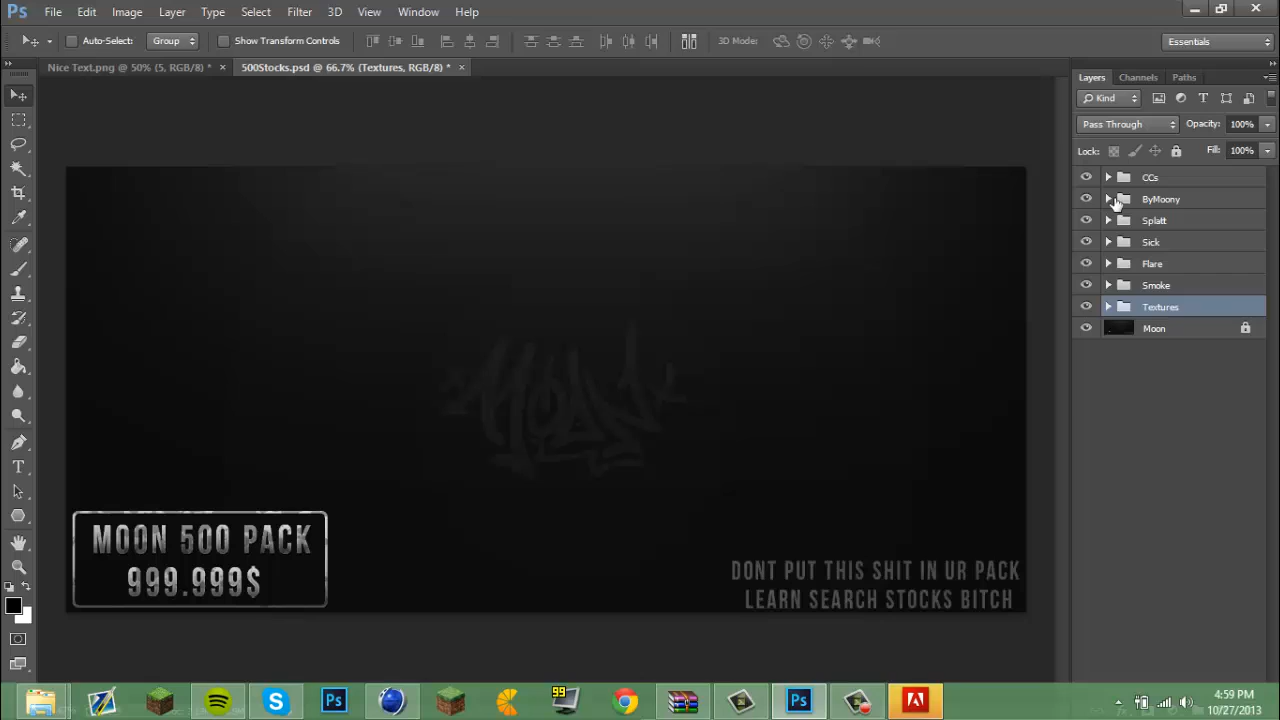 Ps File Edit Image Layer Type Select Filter 3D View Window Help
Auto-Select: Group Show Transform Controls 3D Mode: Essentials
Nice Text.png @ 50% (5, RGB/8) * × 500Stocks.psd @ 66.7% (Textures, RGB/8) * ×
Layers Channels Paths
Kind
Pass Through Opacity: 100%
Lock: Fill: 100%
CCs
ByMoony
Splatt
Sick
Flare
Smoke
Textures
Moon
MOON
MOON 500 PACK
999.999$
DONT PUT THIS SHIT IN UR PACK
LEARN SEARCH STOCKS BITCH
99
4:59 PM
10/27/2013